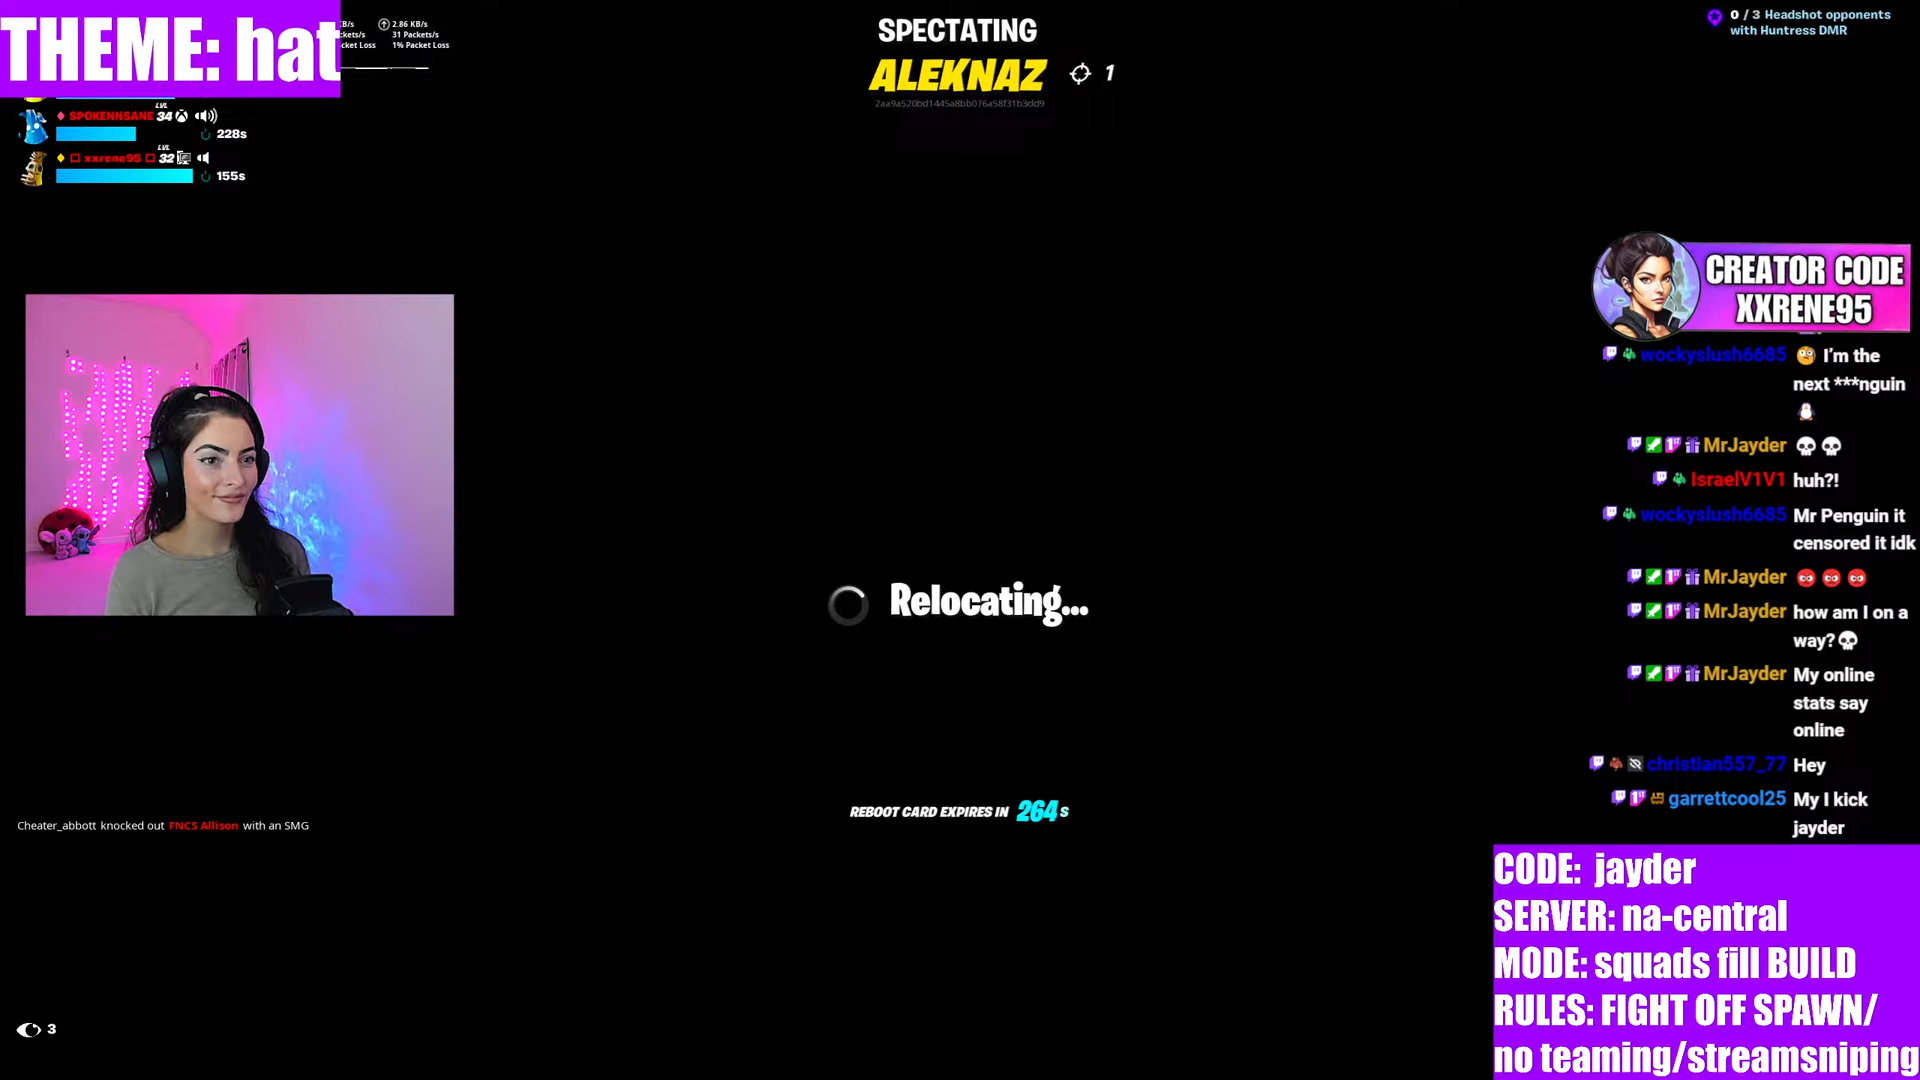 THEME: hat
KB/s
2.86 KB/s
31 Packets/s
1% Packet Loss
SPOKENNSANE
LVL
34
228s
xxrene95
LVL
32
155s
SPECTATING
ALEKNAZ
1
0 / 3 Headshot opponents
with Huntress DMR
CREATOR CODE
XXRENE95
wockyslush6685 I'm the
next ***nguin
MrJayder
IsraelV1V1 huh?!
wockyslush6685 Mr Penguin it
censored it idk
MrJayder
MrJayder how am I on a
way?
MrJayder My online
stats say
online
christian557_77 Hey
garrettcool25 My I kick
jayder
Relocating...
REBOOT CARD EXPIRES IN 264 S
Cheater_abbott knocked out FNCS Allison with an SMG
3
CODE: jayder
SERVER: na-central
MODE: squads fill BUILD
RULES: FIGHT OFF SPAWN/
no teaming/streamsniping